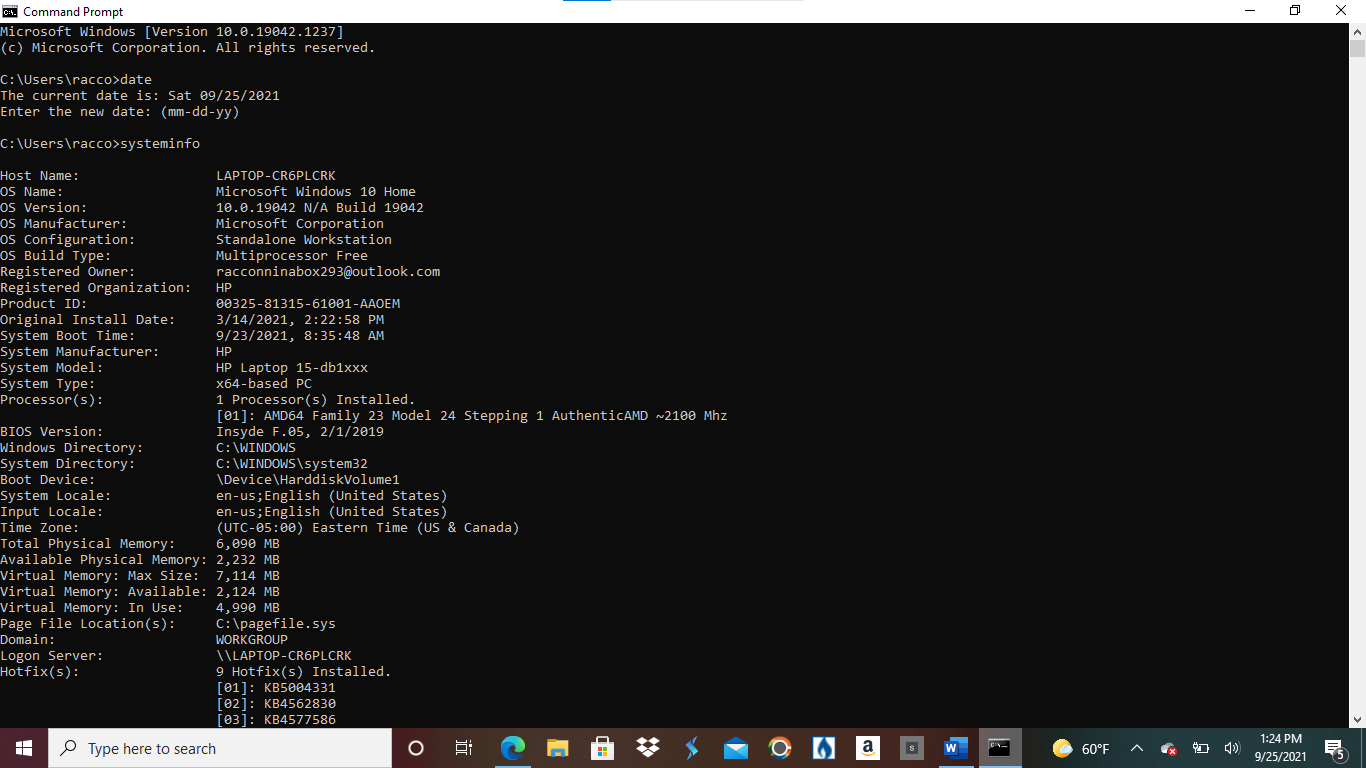 Command Prompt
Microsoft Windows [Version 10.0.19042.1237]
(c) Microsoft Corporation. All rights reserved.
C:\Users\racco>date
The current date is: Sat 09/25/2021
Enter the new date: (mm-dd-yy)
C:\Users\racco>systeminfo
Host Name: LAPTOP-CR6PLCRK
OS Name: Microsoft Windows 10 Home
OS Version: 10.0.19042 N/A Build 19042
OS Manufacturer: Microsoft Corporation
OS Configuration: Standalone Workstation
OS Build Type: Multiprocessor Free
Registered Owner: racconninabox293@outlook.com
Registered Organization: HP
Product ID: 00325-81315-61001-AAOEM
Original Install Date: 3/14/2021, 2:22:58 PM
System Boot Time: 9/23/2021, 8:35:48 AM
System Manufacturer: HP
System Model: HP Laptop 15-db1xxx
System Type: x64-based PC
Processor(s): 1 Processor(s) Installed.
[01]: AMD64 Family 23 Model 24 Stepping 1 AuthenticAMD ~2100 Mhz
BIOS Version: Insyde F.05, 2/1/2019
Windows Directory: C:\WINDOWS
System Directory: C:\WINDOWS\system32
Boot Device: \Device\HarddiskVolume1
System Locale: en-us;English (United States)
Input Locale: en-us;English (United States)
Time Zone: (UTC-05:00) Eastern Time (US & Canada)
Total Physical Memory: 6,090 MB
Available Physical Memory: 2,232 MB
Virtual Memory: Max Size: 7,114 MB
Virtual Memory: Available: 2,124 MB
Virtual Memory: In Use: 4,990 MB
Page File Location(s): C:\pagefile.sys
Domain: WORKGROUP
Logon Server: \\LAPTOP-CR6PLCRK
Hotfix(s): 9 Hotfix(s) Installed.
[01]: KB5004331
[02]: KB4562830
[03]: KB4577586
Type here to search
60°F
1:24 PM
9/25/2021
5